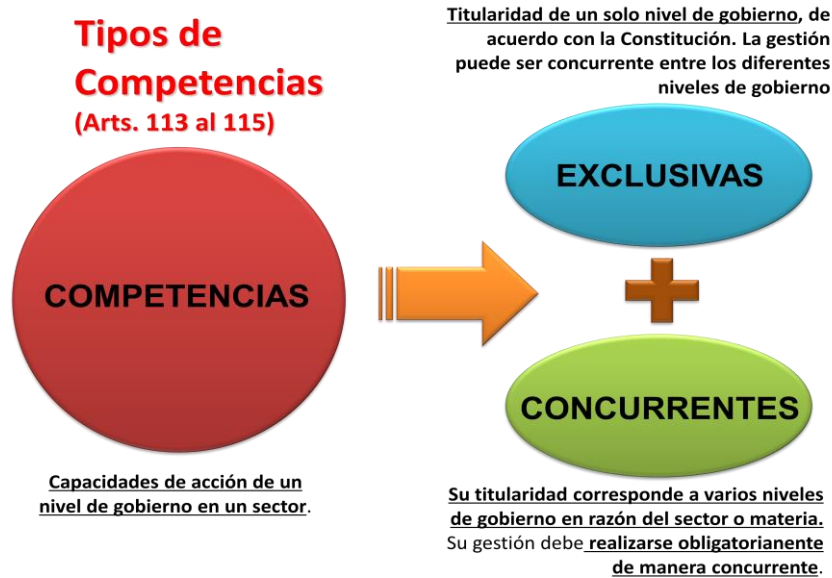 Tipos de
Competencias
(Arts. 113 al 115)
COMPETENCIAS
Capacidades de acción de un
nivel de gobierno en un sector.
Titularidad de un solo nivel de gobierno, de
acuerdo con la Constitución. La gestión
puede ser concurrente entre los diferentes
niveles de gobierno
EXCLUSIVAS
CONCURRENTES
Su titularidad corresponde a varios niveles
de gobierno en razón del sector o materia.
Su gestión debe realizarse obligatorianente
de manera concurrente.